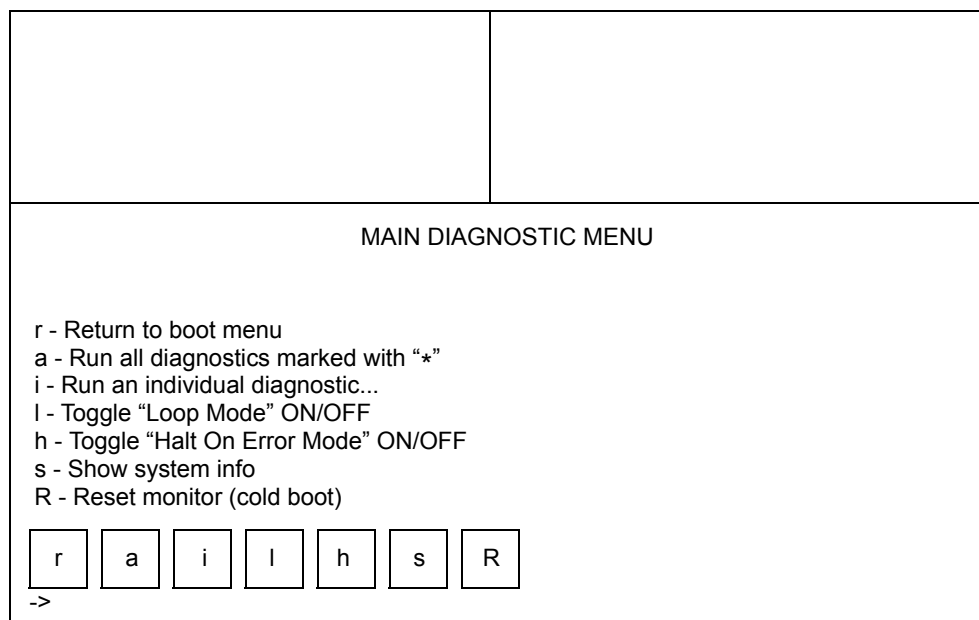 MAIN DIAGNOSTIC MENU
r - Return to boot menu
a - Run all diagnostics marked with “*”
i - Run an individual diagnostic...
l - Toggle “Loop Mode” ON/OFF
h - Toggle “Halt On Error Mode” ON/OFF
s - Show system info
R - Reset monitor (cold boot)
r a i l h s R
->